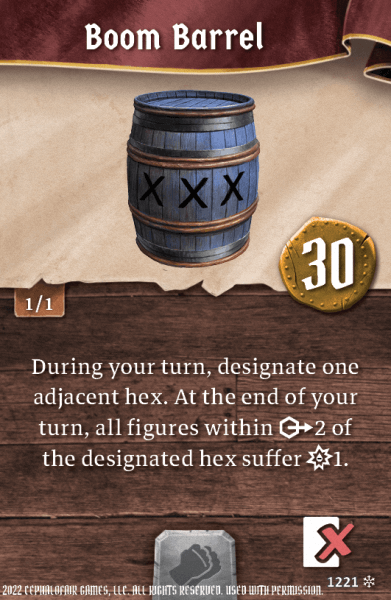 Boom Barrel
X X X
30
1/1
During your turn, designate one
adjacent hex. At the end of your
turn, all figures within 2 of
the designated hex suffer 1.
1221
2022 CEPHALOFAIR GAMES, LLC. ALL RIGHTS RESERVED. USED WITH PERMISSION.